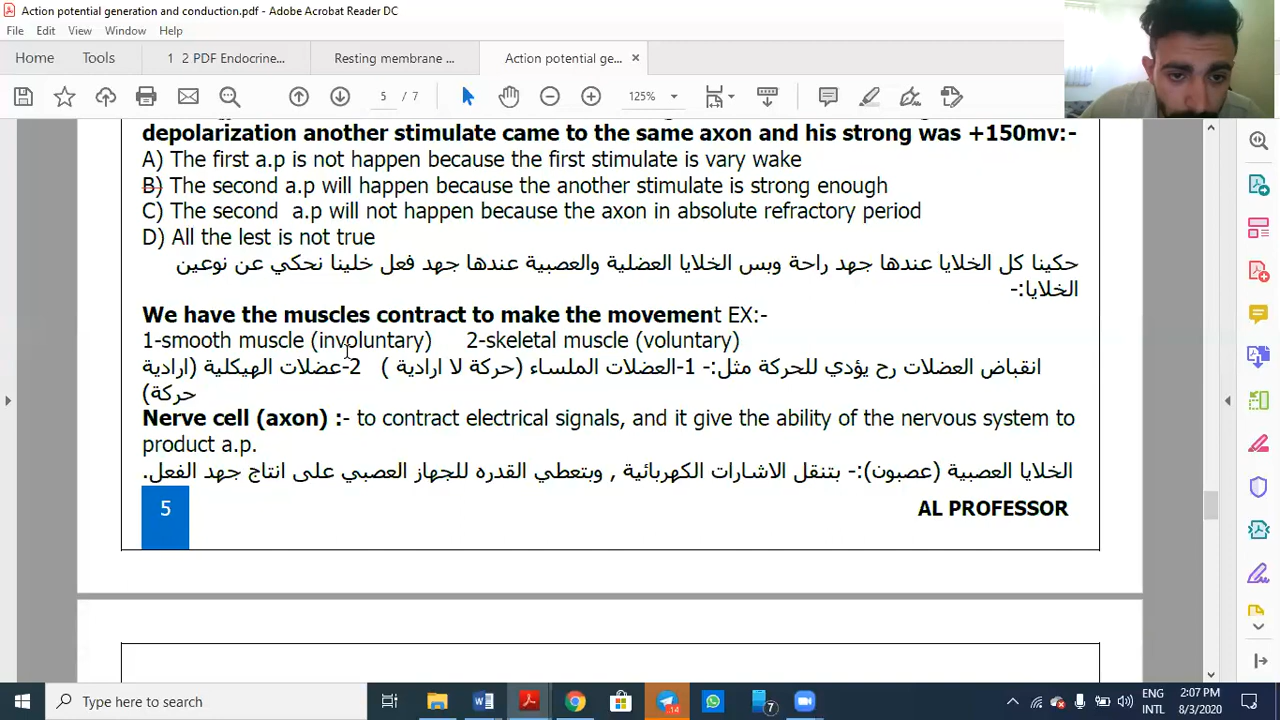 Action potential generation and conduction.pdf - Adobe Acrobat Reader DC
File Edit View Window Help
Home Tools 1 2 PDF Endocrine... Resting membrane ... Action potential ge... ×
5 / 7 125%
depolarization another stimulate came to the same axon and his strong was +150mv:-
A) The first a.p is not happen because the first stimulate is vary wake
B) The second a.p will happen because the another stimulate is strong enough
C) The second a.p will not happen because the axon in absolute refractory period
D) All the lest is not true
حكينا كل الخلايا عندها جهد راحة وبس الخلايا العضلية والعصبية عندها جهد فعل خلينا نحكي عن نوعين
الخلايا:-
We have the muscles contract to make the movement EX:-
1-smooth muscle (involuntary) 2-skeletal muscle (voluntary)
انقباض العضلات رح يؤدي للحركة مثل:- 1-العضلات الملساء (حركة لا ارادية ) 2-عضلات الهيكلية (ارادية
حركة)
Nerve cell (axon) :- to contract electrical signals, and it give the ability of the nervous system to
product a.p.
الخلايا العصبية (عصبون):- بتنقل الاشارات الكهربائية , وبتعطي القدره للجهاز العصبي على انتاج جهد الفعل.
5 AL PROFESSOR
Type here to search
14
7
ENG
INTL
2:07 PM
8/3/2020